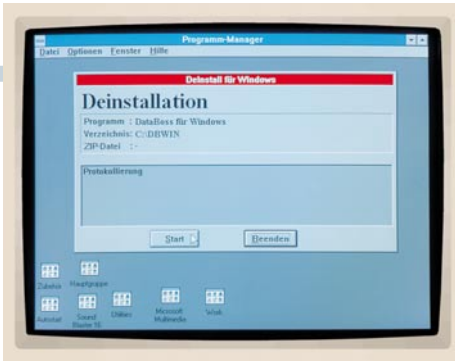 Programm-Manager
Datei Optionen Fenster Hilfe
Deinstall für Windows
Deinstallation
Programm : DataBoss für Windows
Verzeichnis: C:\DBWIN
ZIP-Datei : -
Protokollierung
Start
Beenden
Zubehör Hauptgruppe
Autostart Sound Blaster 16 Utilities Microsoft Multimedia Work